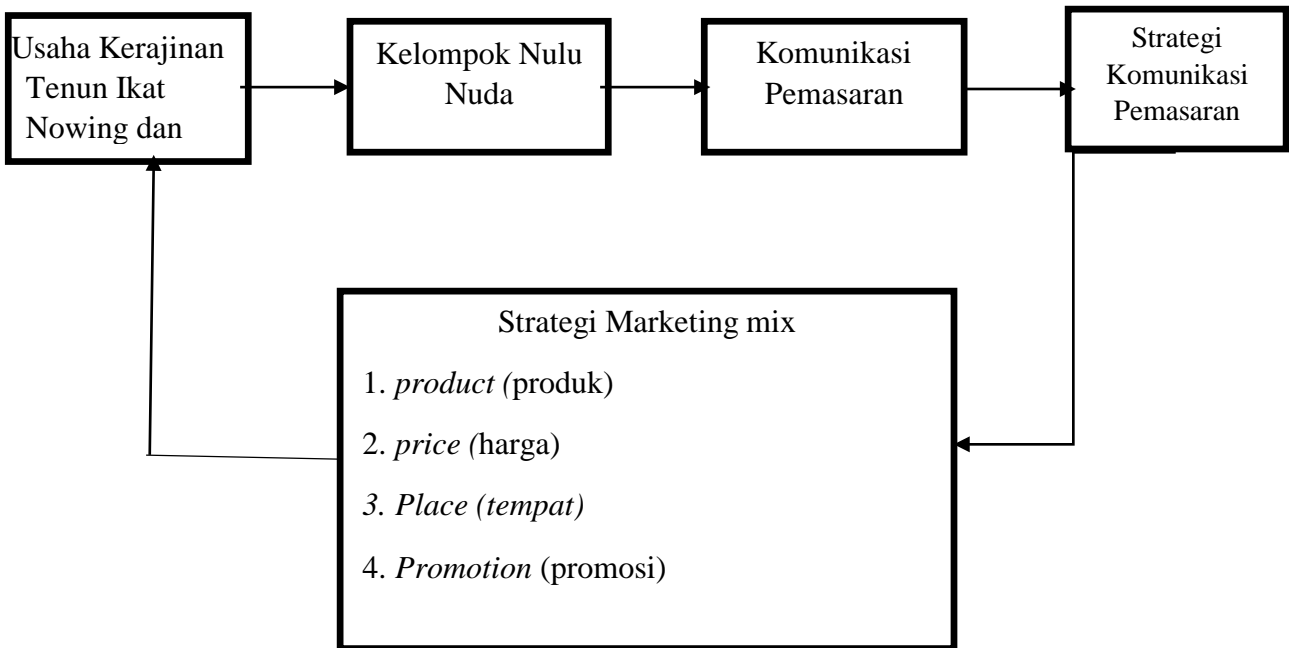 Usaha Kerajinan
Tenun Ikat
Nowing dan
Kelompok Nulu
Nuda
Komunikasi
Pemasaran
Strategi
Komunikasi
Pemasaran
Strategi Marketing mix
1. product (produk)
2. price (harga)
3. Place (tempat)
4. Promotion (promosi)